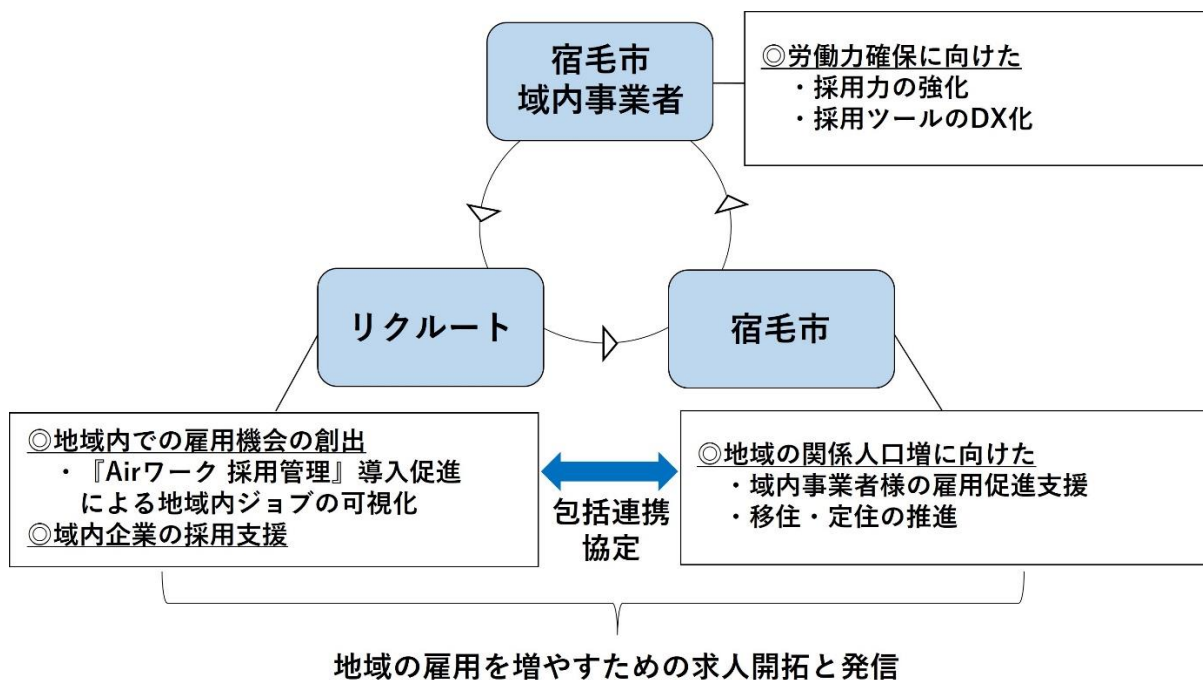 宿毛市
域内事業者
◎労働力確保に向けた
・採用力の強化
・採用ツールのDX化
リクルート
宿毛市
◎地域内での雇用機会の創出
・『Airワーク 採用管理』導入促進
による地域内ジョブの可視化
◎域内企業の採用支援
包括連携
協定
◎地域の関係人口増に向けた
・域内事業者様の雇用促進支援
・移住・定住の推進
地域の雇用を増やすための求人開拓と発信